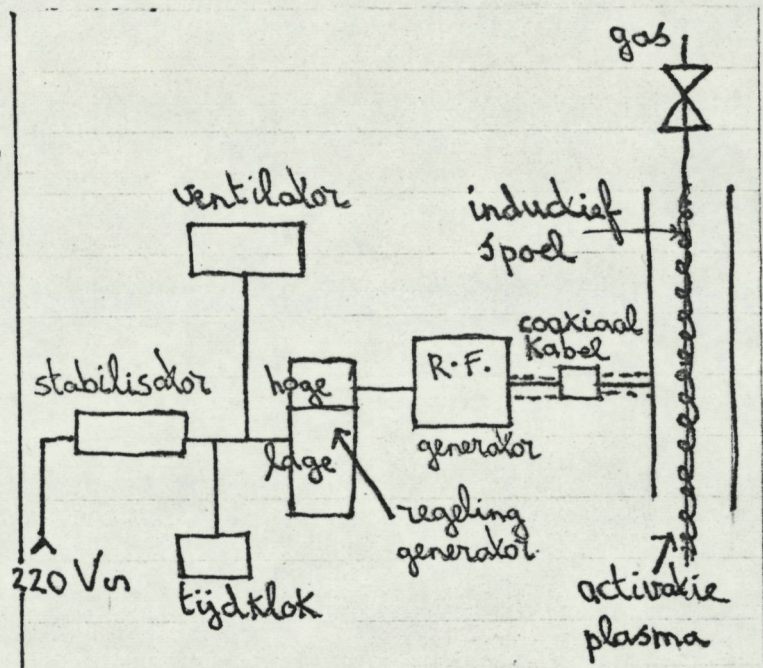 gas
ventilator
inductief
spoel
coaxiaal
kabel
stabilisator
hoge
R.F.
lage
generator
regeling
generator
220 V~
tijdklok
activatie
plasma